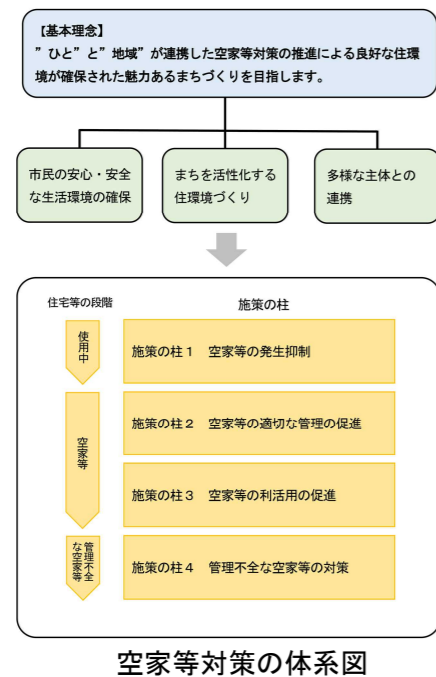 【基本理念】
”ひと”と”地域”が連携した空家等対策の推進による良好な住環
境が確保された魅力あるまちづくりを目指します。
市民の安心・安全
な生活環境の確保
まちを活性化する
住環境づくり
多様な主体との
連携
住宅等の段階
施策の柱
使用中
施策の柱1 空家等の発生抑制
空家等
施策の柱2 空家等の適切な管理の促進
施策の柱3 空家等の利活用の促進
管理不全
な空家等
施策の柱4 管理不全な空家等の対策
空家等対策の体系図